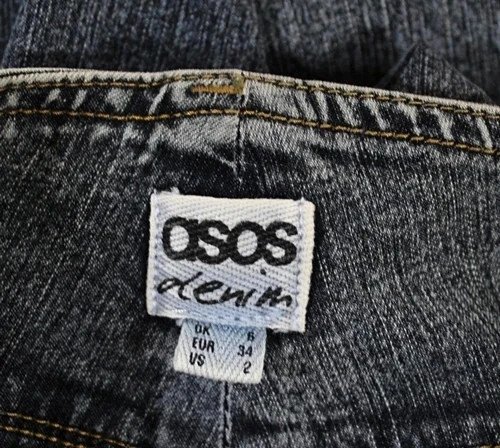 asos
denim
UK 6
EUR 34
US 2